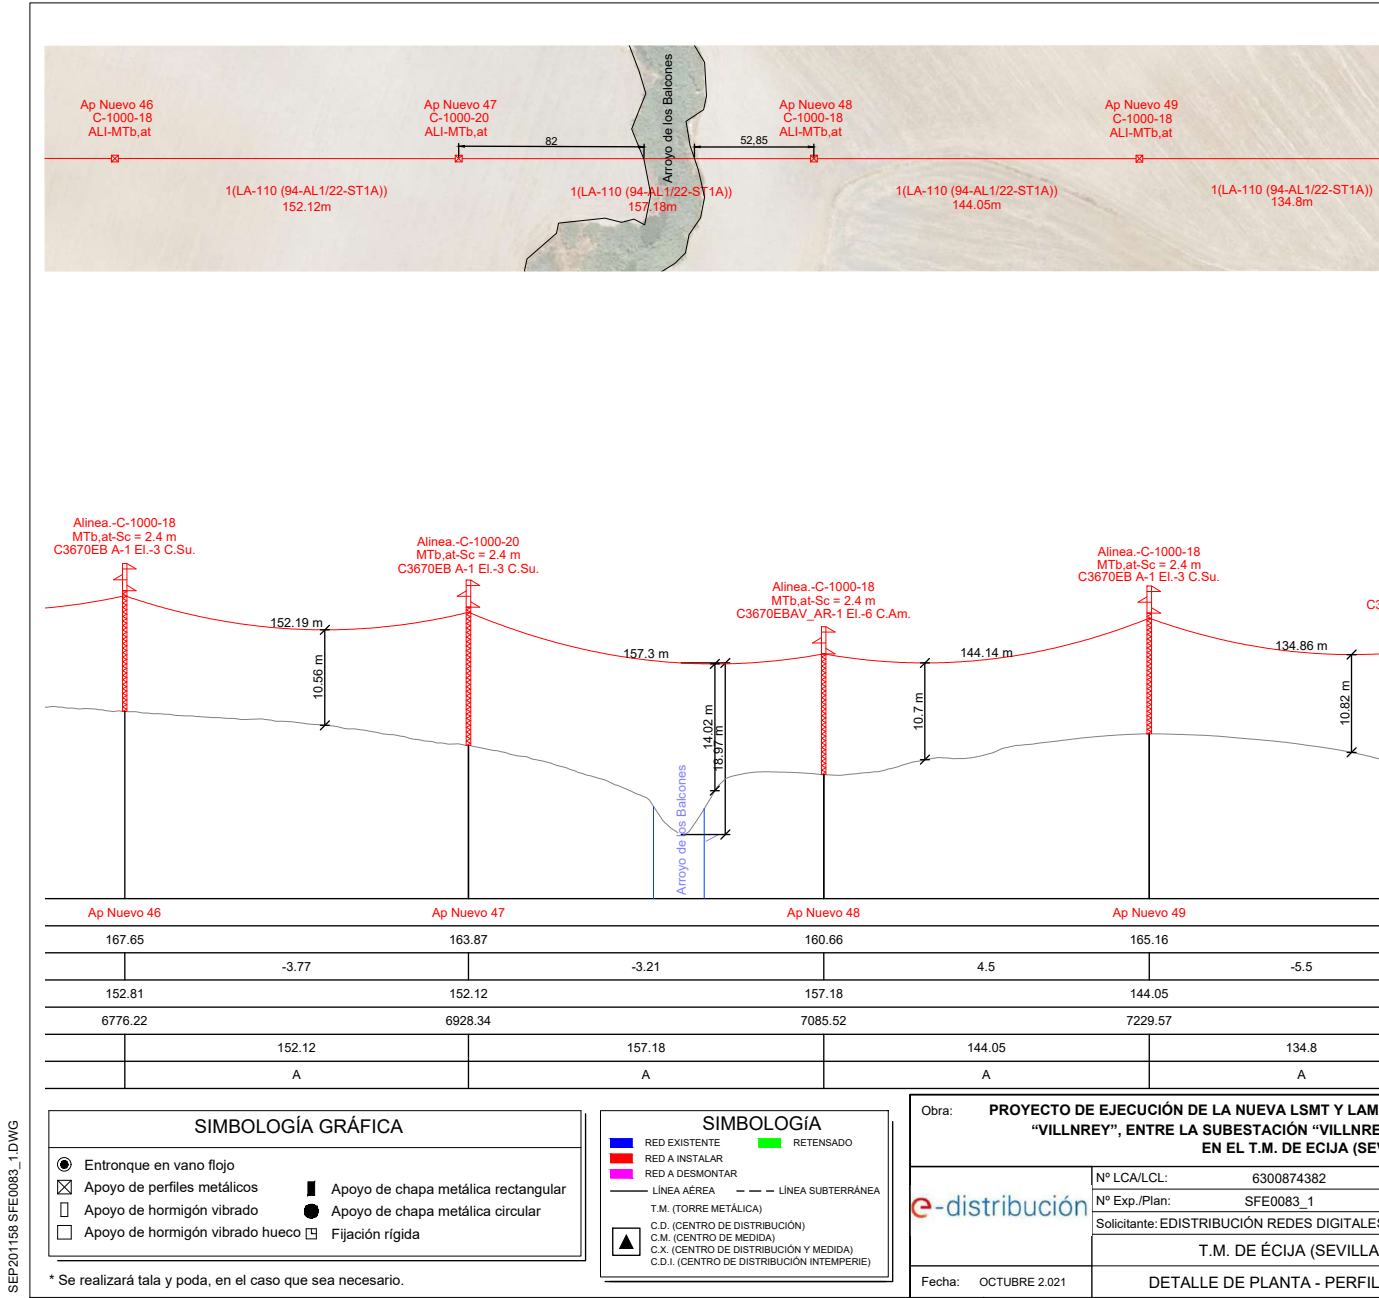 Ap Nuevo 46
C-1000-18
ALI-MTb,at
Ap Nuevo 47
C-1000-20
ALI-MTb,at
Arroyo de los Balcones
Ap Nuevo 48
C-1000-18
ALI-MTb,at
Ap Nuevo 49
C-1000-18
ALI-MTb,at
82
52,85
1(LA-110 (94-AL1/22-ST1A))
152.12m
1(LA-110 (94-AL1/22-ST1A))
157.18m
1(LA-110 (94-AL1/22-ST1A))
144.05m
1(LA-110 (94-AL1/22-ST1A))
134.8m
Alinea.-C-1000-18
MTb,at-Sc = 2.4 m
C3670EB A-1 El.-3 C.Su.
Alinea.-C-1000-20
MTb,at-Sc = 2.4 m
C3670EB A-1 El.-3 C.Su.
Alinea.-C-1000-18
MTb,at-Sc = 2.4 m
C3670EBAV_AR-1 El.-6 C.Am.
Alinea.-C-1000-18
MTb,at-Sc = 2.4 m
C3670EB A-1 El.-3 C.Su.
C3
152.19 m
10.56 m
157.3 m
14.02 m
18.97 m
144.14 m
10.7 m
134.86 m
10.82 m
Arroyo de los Balcones
Ap Nuevo 46 Ap Nuevo 47 Ap Nuevo 48 Ap Nuevo 49
167.65 163.87 160.66 165.16
-3.77 -3.21 4.5 -5.5
152.81 152.12 157.18 144.05
6776.22 6928.34 7085.52 7229.57
152.12 157.18 144.05 134.8
A A A A
SIMBOLOGÍA GRÁFICA
Entronque en vano flojo
Apoyo de perfiles metálicos
Apoyo de hormigón vibrado
Apoyo de hormigón vibrado hueco
Apoyo de chapa metálica rectangular
Apoyo de chapa metálica circular
Fijación rígida
* Se realizará tala y poda, en el caso que sea necesario.
SIMBOLOGíA
RED EXISTENTE RETENSADO
RED A INSTALAR
RED A DESMONTAR
LÍNEA AÉREA LÍNEA SUBTERRÁNEA
T.M. (TORRE METÁLICA)
C.D. (CENTRO DE DISTRIBUCIÓN)
C.M. (CENTRO DE MEDIDA)
C.X. (CENTRO DE DISTRIBUCIÓN Y MEDIDA)
C.D.I. (CENTRO DE DISTRIBUCIÓN INTEMPERIE)
Obra: PROYECTO DE EJECUCIÓN DE LA NUEVA LSMT Y LAM
“VILLNREY”, ENTRE LA SUBESTACIÓN “VILLNRE
EN EL T.M. DE ECIJA (SEV
e-distribución
Nº LCA/LCL: 6300874382
Nº Exp./Plan: SFE0083_1
Solicitante: EDISTRIBUCIÓN REDES DIGITALES
T.M. DE ÉCIJA (SEVILLA
Fecha: OCTUBRE 2.021
DETALLE DE PLANTA - PERFIL
SEP201158 SFE0083_1.DWG